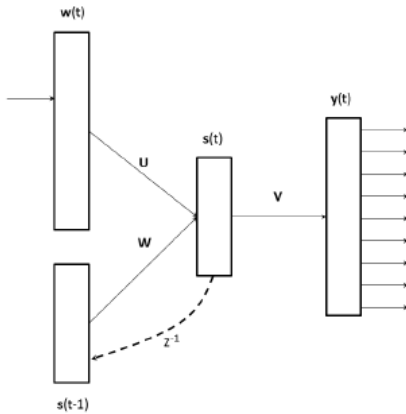 w(t)
y(t)
s(t)
U
V
W
Z⁻¹
s(t-1)